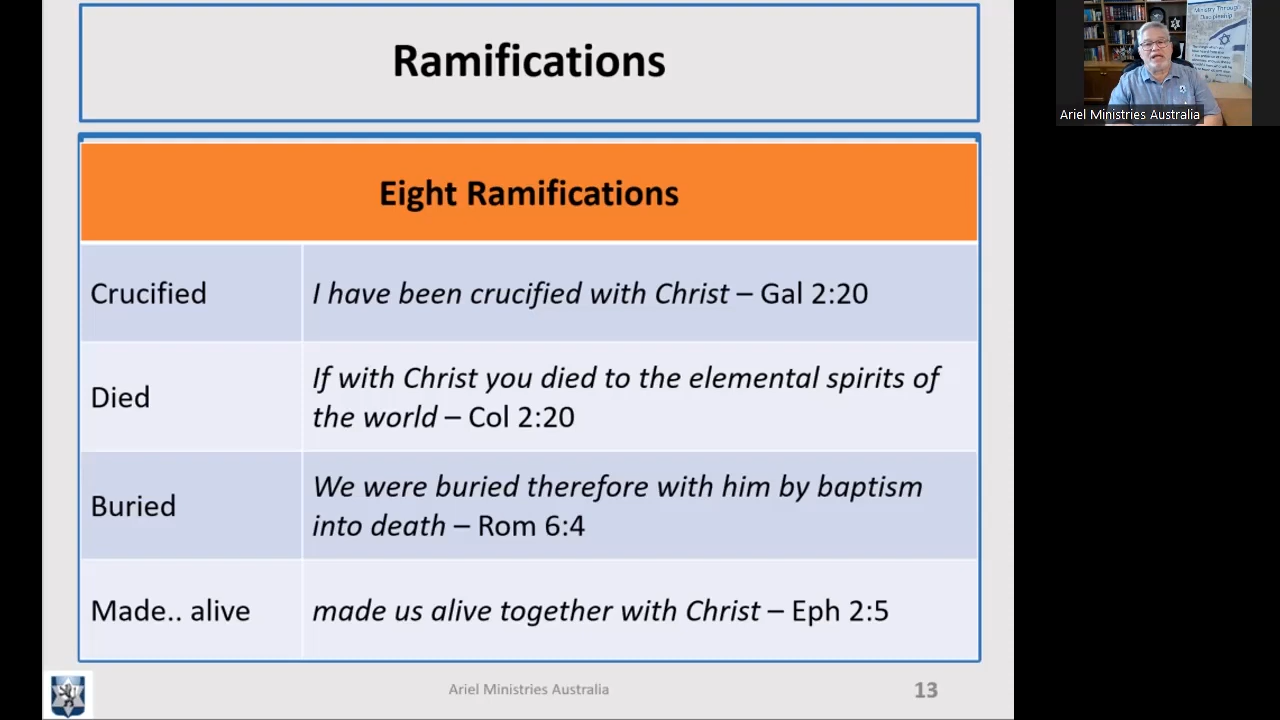 Ramifications
Eight Ramifications
Crucified
I have been crucified with Christ – Gal 2:20
Died
If with Christ you died to the elemental spirits of
the world – Col 2:20
Buried
We were buried therefore with him by baptism
into death – Rom 6:4
Made.. alive
made us alive together with Christ – Eph 2:5
Ariel Ministries Australia
13
Ministry Through
Discipleship
Ariel Ministries Australia